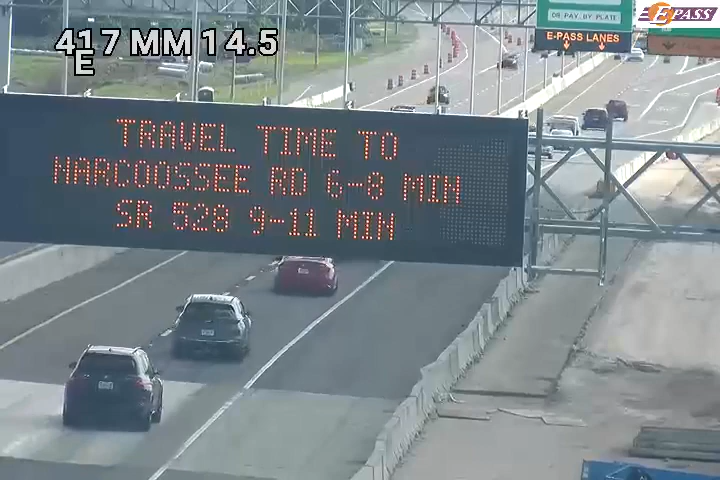 417 MM 14.5
E
E-PASS
OR PAY BY PLATE
E-PASS LANES
TRAVEL TIME TO
NARCOOSSEE RD 6-8 MIN
SR 528 9-11 MIN